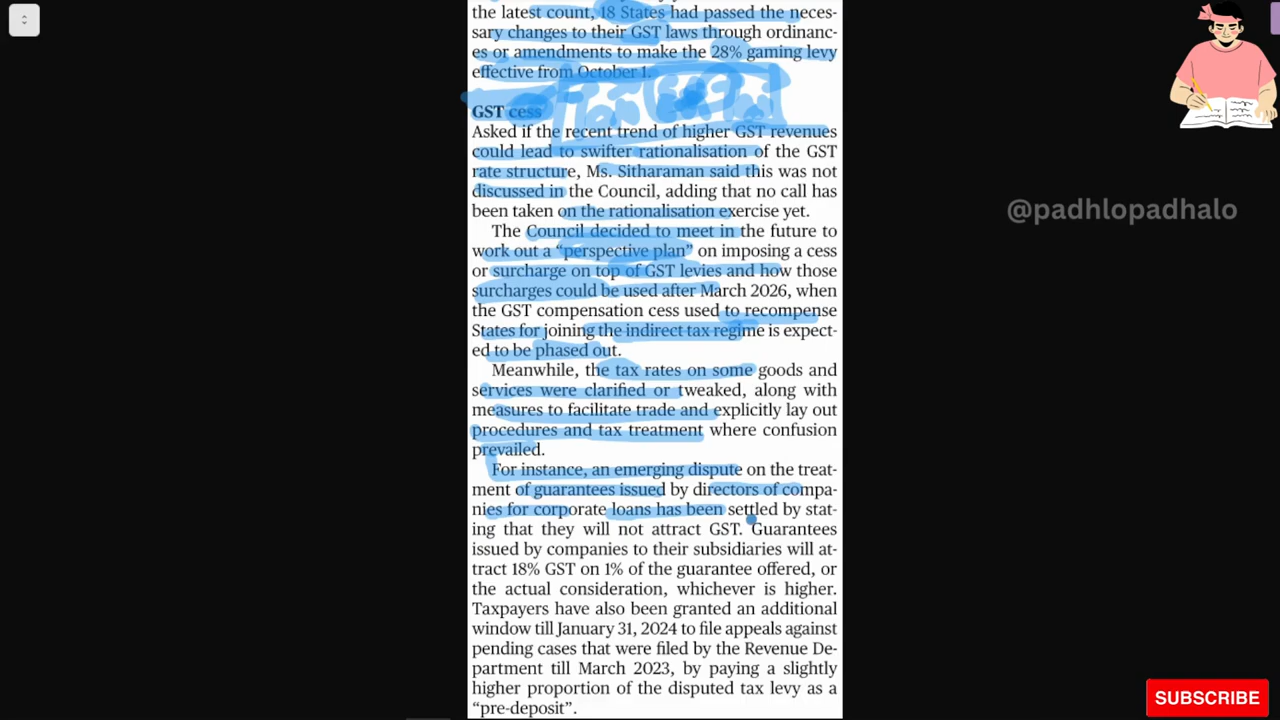 the latest count, 18 States had passed the neces-
sary changes to their GST laws through ordinanc-
es or amendments to make the 28% gaming levy
effective from October 1.
GST cess
Asked if the recent trend of higher GST revenues
could lead to swifter rationalisation of the GST
rate structure, Ms. Sitharaman said this was not
discussed in the Council, adding that no call has
been taken on the rationalisation exercise yet.
The Council decided to meet in the future to
work out a “perspective plan” on imposing a cess
or surcharge on top of GST levies and how those
surcharges could be used after March 2026, when
the GST compensation cess used to recompense
States for joining the indirect tax regime is expect-
ed to be phased out.
Meanwhile, the tax rates on some goods and
services were clarified or tweaked, along with
measures to facilitate trade and explicitly lay out
procedures and tax treatment where confusion
prevailed.
For instance, an emerging dispute on the treat-
ment of guarantees issued by directors of compa-
nies for corporate loans has been settled by stat-
ing that they will not attract GST. Guarantees
issued by companies to their subsidiaries will at-
tract 18% GST on 1% of the guarantee offered, or
the actual consideration, whichever is higher.
Taxpayers have also been granted an additional
window till January 31, 2024 to file appeals against
pending cases that were filed by the Revenue De-
partment till March 2023, by paying a slightly
higher proportion of the disputed tax levy as a
“pre-deposit”.
@padhlopadhalo
SUBSCRIBE